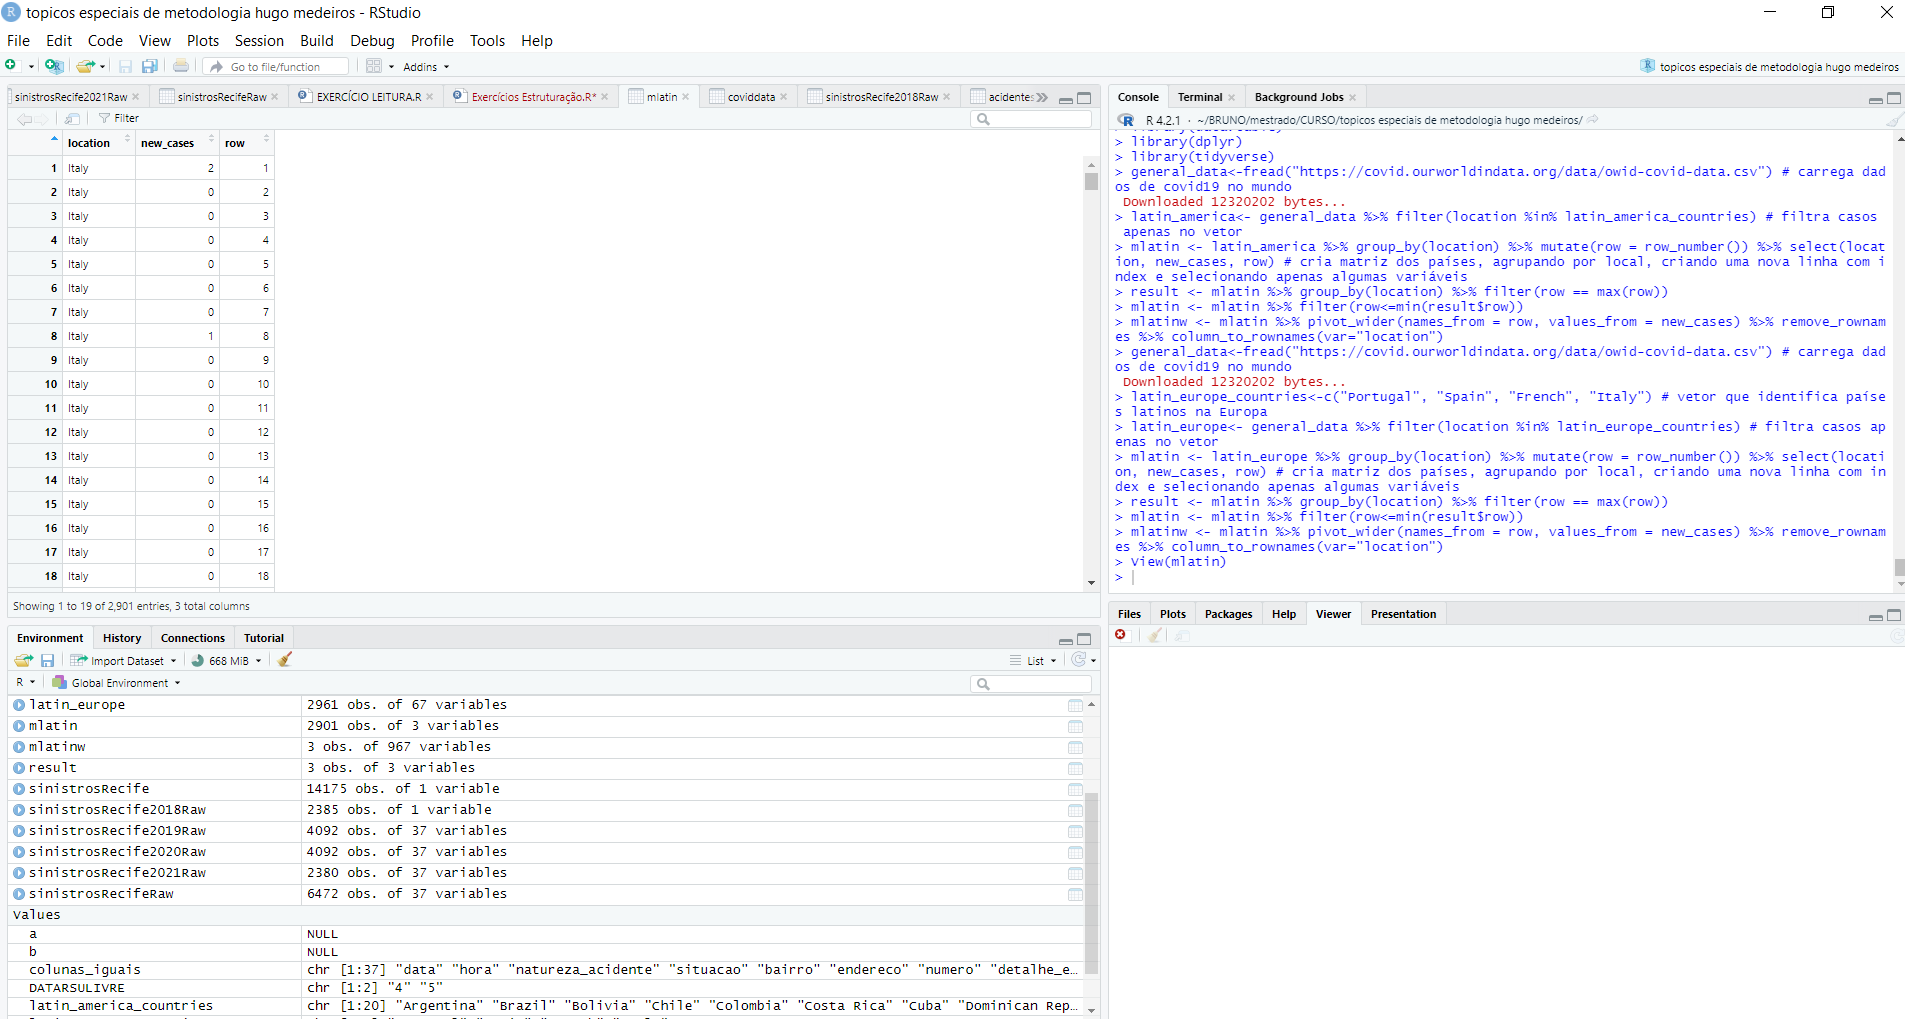 topicos especiais de metodologia hugo medeiros - RStudio
File Edit Code View Plots Session Build Debug Profile Tools Help
Go to file/function Addins topicos especiais de metodologia hugo medeiros
sinistrosRecife2021Raw sinistrosRecifeRaw EXERCÍCIO LEITURA.R Exercícios Estruturação.R* mlatin coviddata sinistrosRecife2018Raw acidentes
Filter
location new_cases row
1 Italy 2 1
2 Italy 0 2
3 Italy 0 3
4 Italy 0 4
5 Italy 0 5
6 Italy 0 6
7 Italy 0 7
8 Italy 1 8
9 Italy 0 9
10 Italy 0 10
11 Italy 0 11
12 Italy 0 12
13 Italy 0 13
14 Italy 0 14
15 Italy 0 15
16 Italy 0 16
17 Italy 0 17
18 Italy 0 18
Showing 1 to 19 of 2,901 entries, 3 total columns
Environment History Connections Tutorial
Import Dataset 668 MiB List
R Global Environment
latin_europe 2961 obs. of 67 variables
mlatin 2901 obs. of 3 variables
mlatinw 3 obs. of 967 variables
result 3 obs. of 3 variables
sinistrosRecife 14175 obs. of 1 variable
sinistrosRecife2018Raw 2385 obs. of 1 variable
sinistrosRecife2019Raw 4092 obs. of 37 variables
sinistrosRecife2020Raw 4092 obs. of 37 variables
sinistrosRecife2021Raw 2380 obs. of 37 variables
sinistrosRecifeRaw 6472 obs. of 37 variables
Values
a NULL
b NULL
colunas_iguais chr [1:37] "data" "hora" "natureza_acidente" "situacao" "bairro" "endereco" "numero" "detalhe_e…
DATARSULIVRE chr [1:2] "4" "5"
latin_america_countries chr [1:20] "Argentina" "Brazil" "Bolivia" "Chile" "Colombia" "Costa Rica" "Cuba" "Dominican Rep…
Console Terminal Background Jobs
R 4.2.1 · ~/BRUNO/mestrado/CURSO/topicos especiais de metodologia hugo medeiros/
> library(dplyr)
> library(tidyverse)
> general_data<-fread("https://covid.ourworldindata.org/data/owid-covid-data.csv") # carrega dad
os de covid19 no mundo
Downloaded 12320202 bytes...
> latin_america<- general_data %>% filter(location %in% latin_america_countries) # filtra casos
apenas no vetor
> mlatin <- latin_america %>% group_by(location) %>% mutate(row = row_number()) %>% select(locat
ion, new_cases, row) # cria matriz dos países, agrupando por local, criando uma nova linha com i
ndex e selecionando apenas algumas variáveis
> result <- mlatin %>% group_by(location) %>% filter(row == max(row))
> mlatin <- mlatin %>% filter(row<=min(result$row))
> mlatinw <- mlatin %>% pivot_wider(names_from = row, values_from = new_cases) %>% remove_rownam
es %>% column_to_rownames(var="location")
> general_data<-fread("https://covid.ourworldindata.org/data/owid-covid-data.csv") # carrega dad
os de covid19 no mundo
Downloaded 12320202 bytes...
> latin_europe_countries<-c("Portugal", "Spain", "French", "Italy") # vetor que identifica paíse
s latinos na Europa
> latin_europe<- general_data %>% filter(location %in% latin_europe_countries) # filtra casos ap
enas no vetor
> mlatin <- latin_europe %>% group_by(location) %>% mutate(row = row_number()) %>% select(locati
on, new_cases, row) # cria matriz dos países, agrupando por local, criando uma nova linha com in
dex e selecionando apenas algumas variáveis
> result <- mlatin %>% group_by(location) %>% filter(row == max(row))
> mlatin <- mlatin %>% filter(row<=min(result$row))
> mlatinw <- mlatin %>% pivot_wider(names_from = row, values_from = new_cases) %>% remove_rownam
es %>% column_to_rownames(var="location")
> View(mlatin)
>
Files Plots Packages Help Viewer Presentation